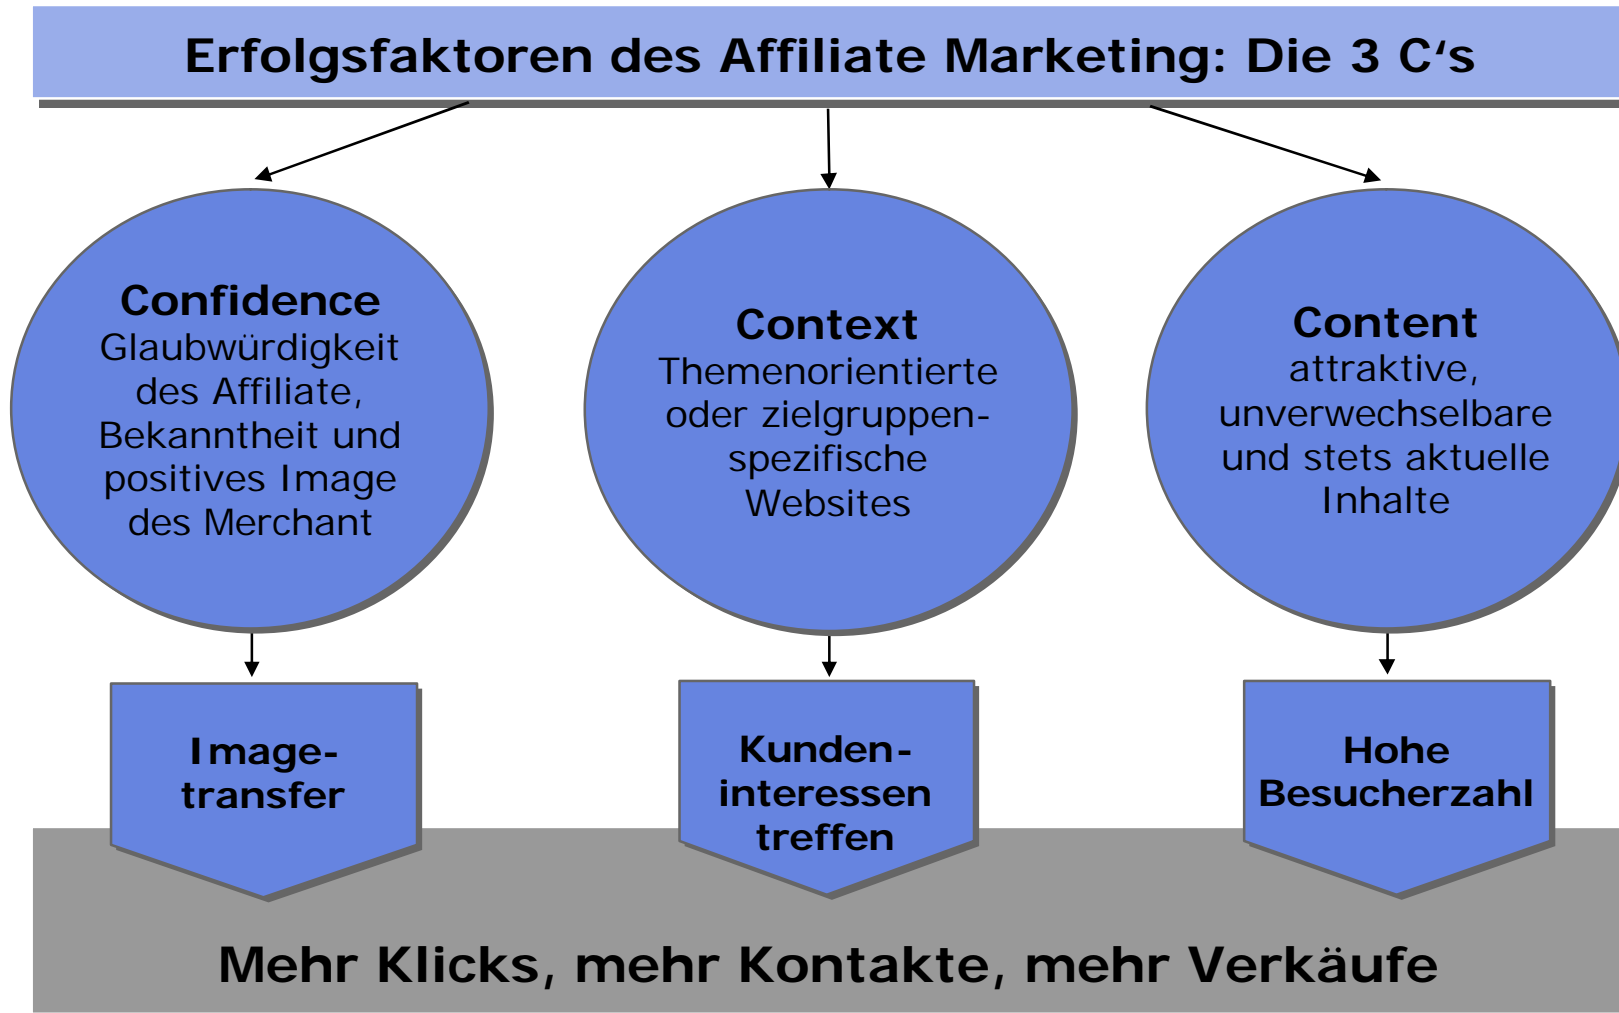 Erfolgsfaktoren des Affiliate Marketing: Die 3 C‘s
Confidence
Glaubwürdigkeit
des Affiliate,
Bekanntheit und
positives Image
des Merchant
Context
Themenorientierte
oder zielgruppen-
spezifische
Websites
Content
attraktive,
unverwechselbare
und stets aktuelle
Inhalte
Image-
transfer
Kunden-
interessen
treffen
Hohe
Besucherzahl
Mehr Klicks, mehr Kontakte, mehr Verkäufe